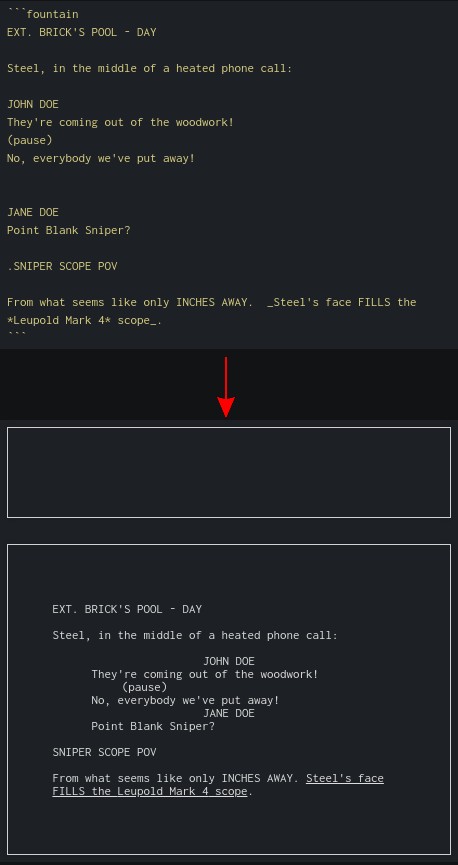 ```fountain
EXT. BRICK'S POOL - DAY
Steel, in the middle of a heated phone call:
JOHN DOE
They're coming out of the woodwork!
(pause)
No, everybody we've put away!
JANE DOE
Point Blank Sniper?
.SNIPER SCOPE POV
From what seems like only INCHES AWAY.  _Steel's face FILLS the
*Leupold Mark 4* scope_.
```
EXT. BRICK'S POOL - DAY
Steel, in the middle of a heated phone call:
JOHN DOE
They're coming out of the woodwork!
(pause)
No, everybody we've put away!
JANE DOE
Point Blank Sniper?
SNIPER SCOPE POV
From what seems like only INCHES AWAY. Steel's face
FILLS the Leupold Mark 4 scope.